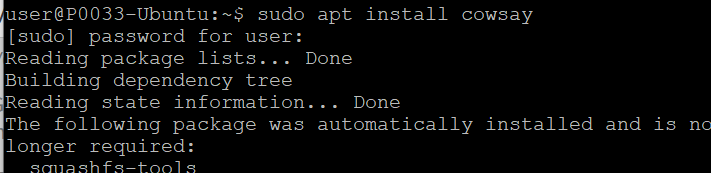 user@P0033-Ubuntu:~$ sudo apt install cowsay
[sudo] password for user:
Reading package lists... Done
Building dependency tree
Reading state information... Done
The following package was automatically installed and is no
longer required:
  squashfs-tools